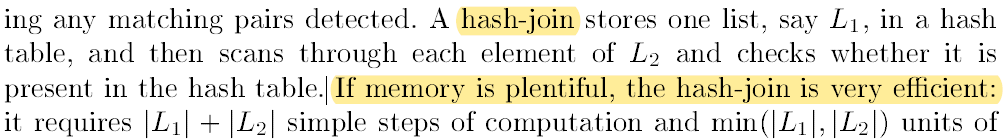 ing any matching pairs detected. A hash-join stores one list, say L₁, in a hash
table, and then scans through each element of L₂ and checks whether it is
present in the hash table. If memory is plentiful, the hash-join is very efficient:
it requires |L₁| + |L₂| simple steps of computation and min(|L₁|, |L₂|) units of